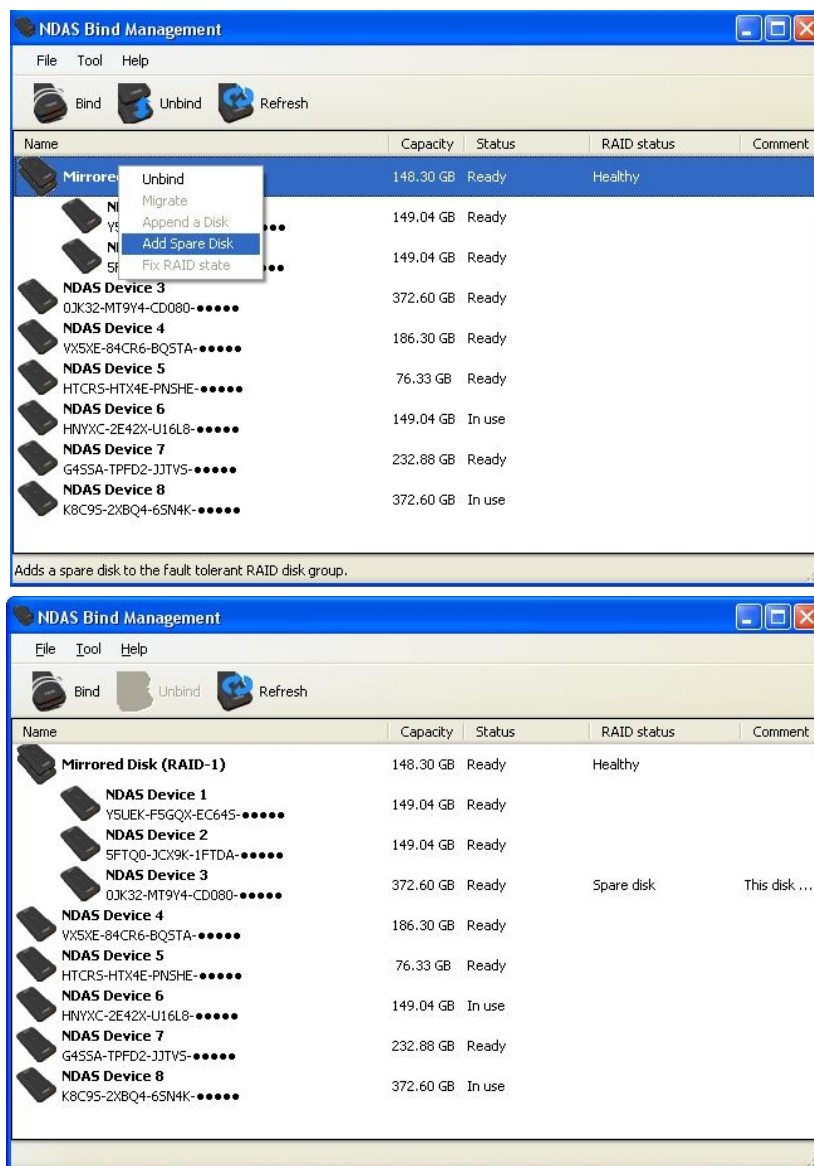 NDAS Bind Management
File Tool Help
Bind Unbind Refresh
Name Capacity Status RAID status Comment
Mirrore 148.30 GB Ready Healthy
Unbind
Migrate
Append a Disk
Add Spare Disk
Fix RAID state
149.04 GB Ready
●●●
149.04 GB Ready
●●
NDAS Device 3
0JK32-MT9Y4-CD080-●●●●● 372.60 GB Ready
NDAS Device 4
VX5XE-84CR6-BQSTA-●●●●● 186.30 GB Ready
NDAS Device 5
HTCRS-HTX4E-PNSHE-●●●●● 76.33 GB Ready
NDAS Device 6
HNYXC-2E42X-U16L8-●●●●● 149.04 GB In use
NDAS Device 7
G4SSA-TPFD2-JJTVS-●●●●● 232.88 GB Ready
NDAS Device 8
K8C9S-2XBQ4-6SN4K-●●●●● 372.60 GB In use
Adds a spare disk to the fault tolerant RAID disk group.
NDAS Bind Management
File Tool Help
Bind Unbind Refresh
Name Capacity Status RAID status Comment
Mirrored Disk (RAID-1) 148.30 GB Ready Healthy
NDAS Device 1
Y5UEK-F5GQX-EC64S-●●●●● 149.04 GB Ready
NDAS Device 2
5FTQ0-JCX9K-1FTDA-●●●●● 149.04 GB Ready
NDAS Device 3
0JK32-MT9Y4-CD080-●●●●● 372.60 GB Ready Spare disk This disk ...
NDAS Device 4
VX5XE-84CR6-BQSTA-●●●●● 186.30 GB Ready
NDAS Device 5
HTCRS-HTX4E-PNSHE-●●●●● 76.33 GB Ready
NDAS Device 6
HNYXC-2E42X-U16L8-●●●●● 149.04 GB In use
NDAS Device 7
G4SSA-TPFD2-JJTVS-●●●●● 232.88 GB Ready
NDAS Device 8
K8C9S-2XBQ4-6SN4K-●●●●● 372.60 GB In use